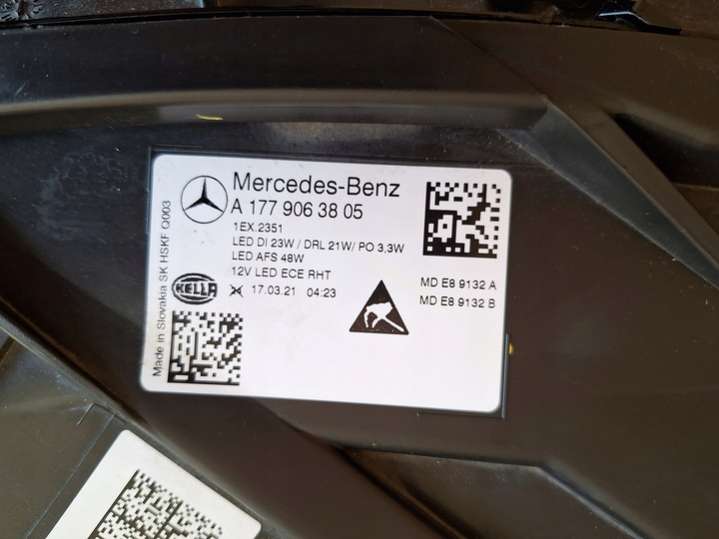 Mercedes-Benz
A 177 906 38 05
1EX.2351
LED DI 23W / DRL 21W/ PO 3,3W
LED AFS 48W
12V LED ECE RHT
HELLA
17.03.21 04:23
MD E8 9132 A
MD E8 9132 B
Made in Slovakia SK HSKF Q003